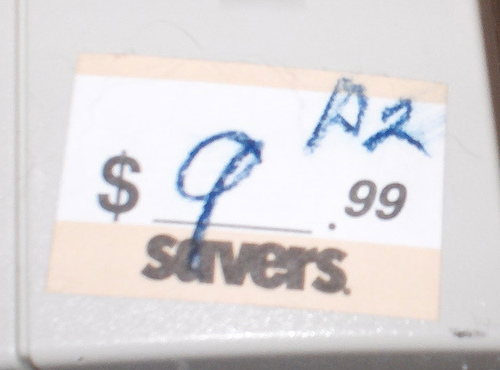 A2
$ 9 .99
savers.